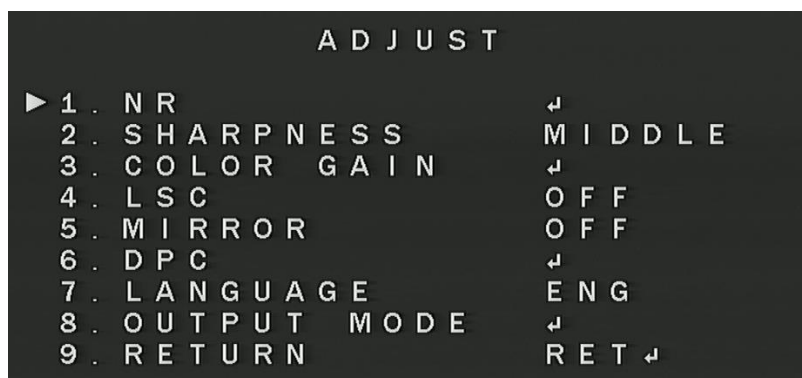 ADJUST
1. NR ↲
2. SHARPNESS MIDDLE
3. COLOR GAIN ↲
4. LSC OFF
5. MIRROR OFF
6. DPC ↲
7. LANGUAGE ENG
8. OUTPUT MODE ↲
9. RETURN RET↲